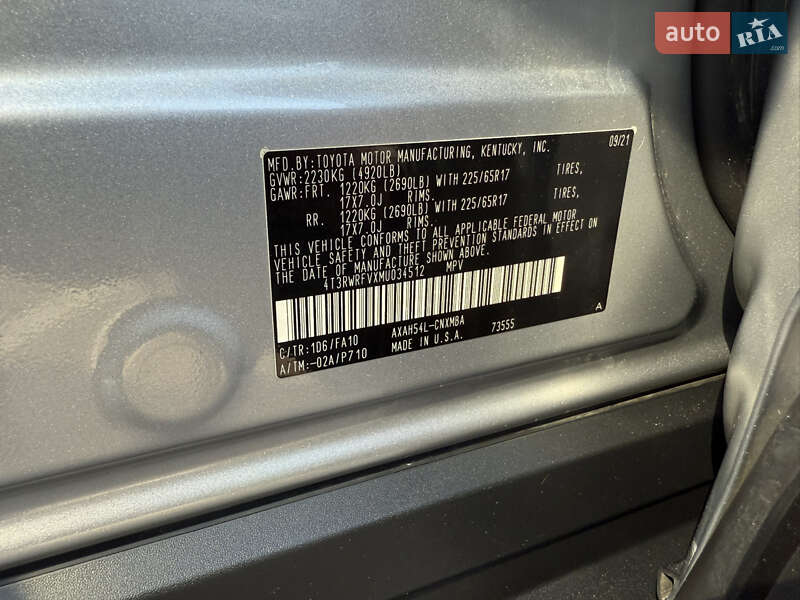 auto RIA.com
MFD.BY:TOYOTA MOTOR MANUFACTURING, KENTUCKY, INC. 09/21
GVWR:2230KG (4920LB)
GAWR:FRT. 1220KG (2690LB) WITH 225/65R17 TIRES,
17X7.0J RIMS.
RR. 1220KG (2690LB) WITH 225/65R17 TIRES,
17X7.0J RIMS.
THIS VEHICLE CONFORMS TO ALL APPLICABLE FEDERAL MOTOR
VEHICLE SAFETY AND THEFT PREVENTION STANDARDS IN EFFECT ON
THE DATE OF MANUFACTURE SHOWN ABOVE.
4T3RWRFVXMU034512 MPV
C/TR:1D6/FA10 AXAH54L-CNXMBA 73555 A
A/TM:-02A/P710 MADE IN U.S.A.